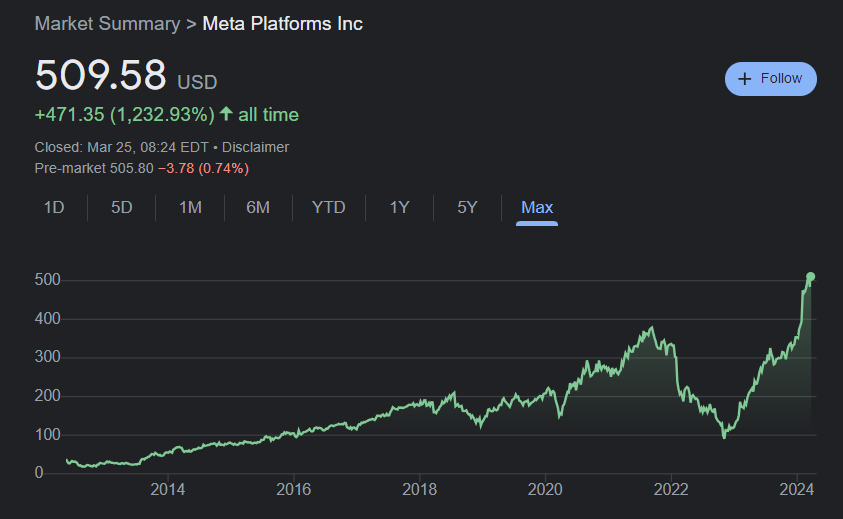 Market Summary > Meta Platforms Inc
509.58 USD
+ Follow
+471.35 (1,232.93%) ↑ all time
Closed: Mar 25, 08:24 EDT • Disclaimer
Pre-market 505.80 −3.78 (0.74%)
1D 5D 1M 6M YTD 1Y 5Y Max
500
400
300
200
100
0
2014 2016 2018 2020 2022 2024